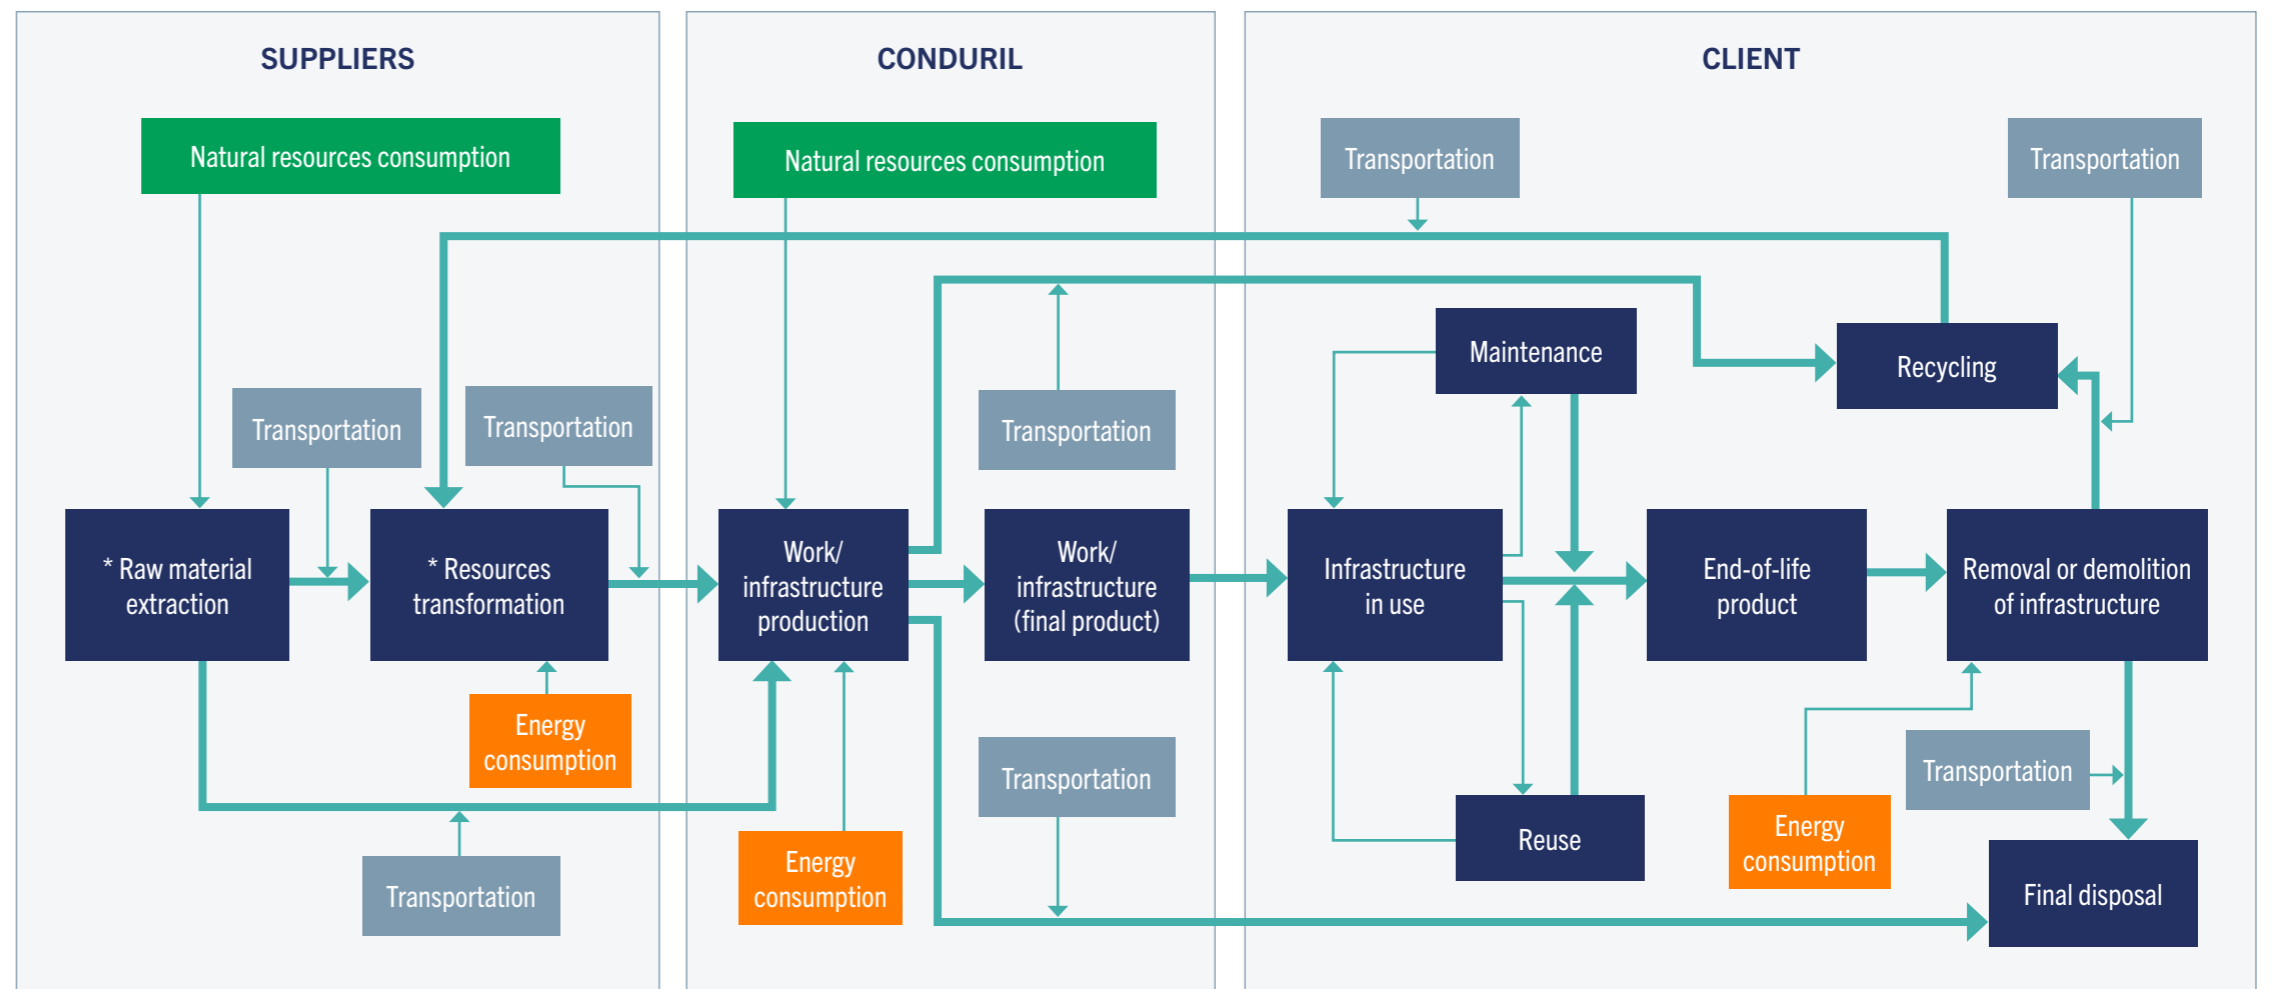 SUPPLIERS
Natural resources consumption
Transportation
Transportation
* Raw material
extraction
* Resources
transformation
Energy
consumption
Transportation
CONDURIL
Natural resources consumption
Transportation
Work/
infrastructure
production
Work/
infrastructure
(final product)
Transportation
Energy
consumption
CLIENT
Transportation
Transportation
Maintenance
Recycling
Infrastructure
in use
End-of-life
product
Removal or demolition
of infrastructure
Transportation
Reuse
Energy
consumption
Final disposal